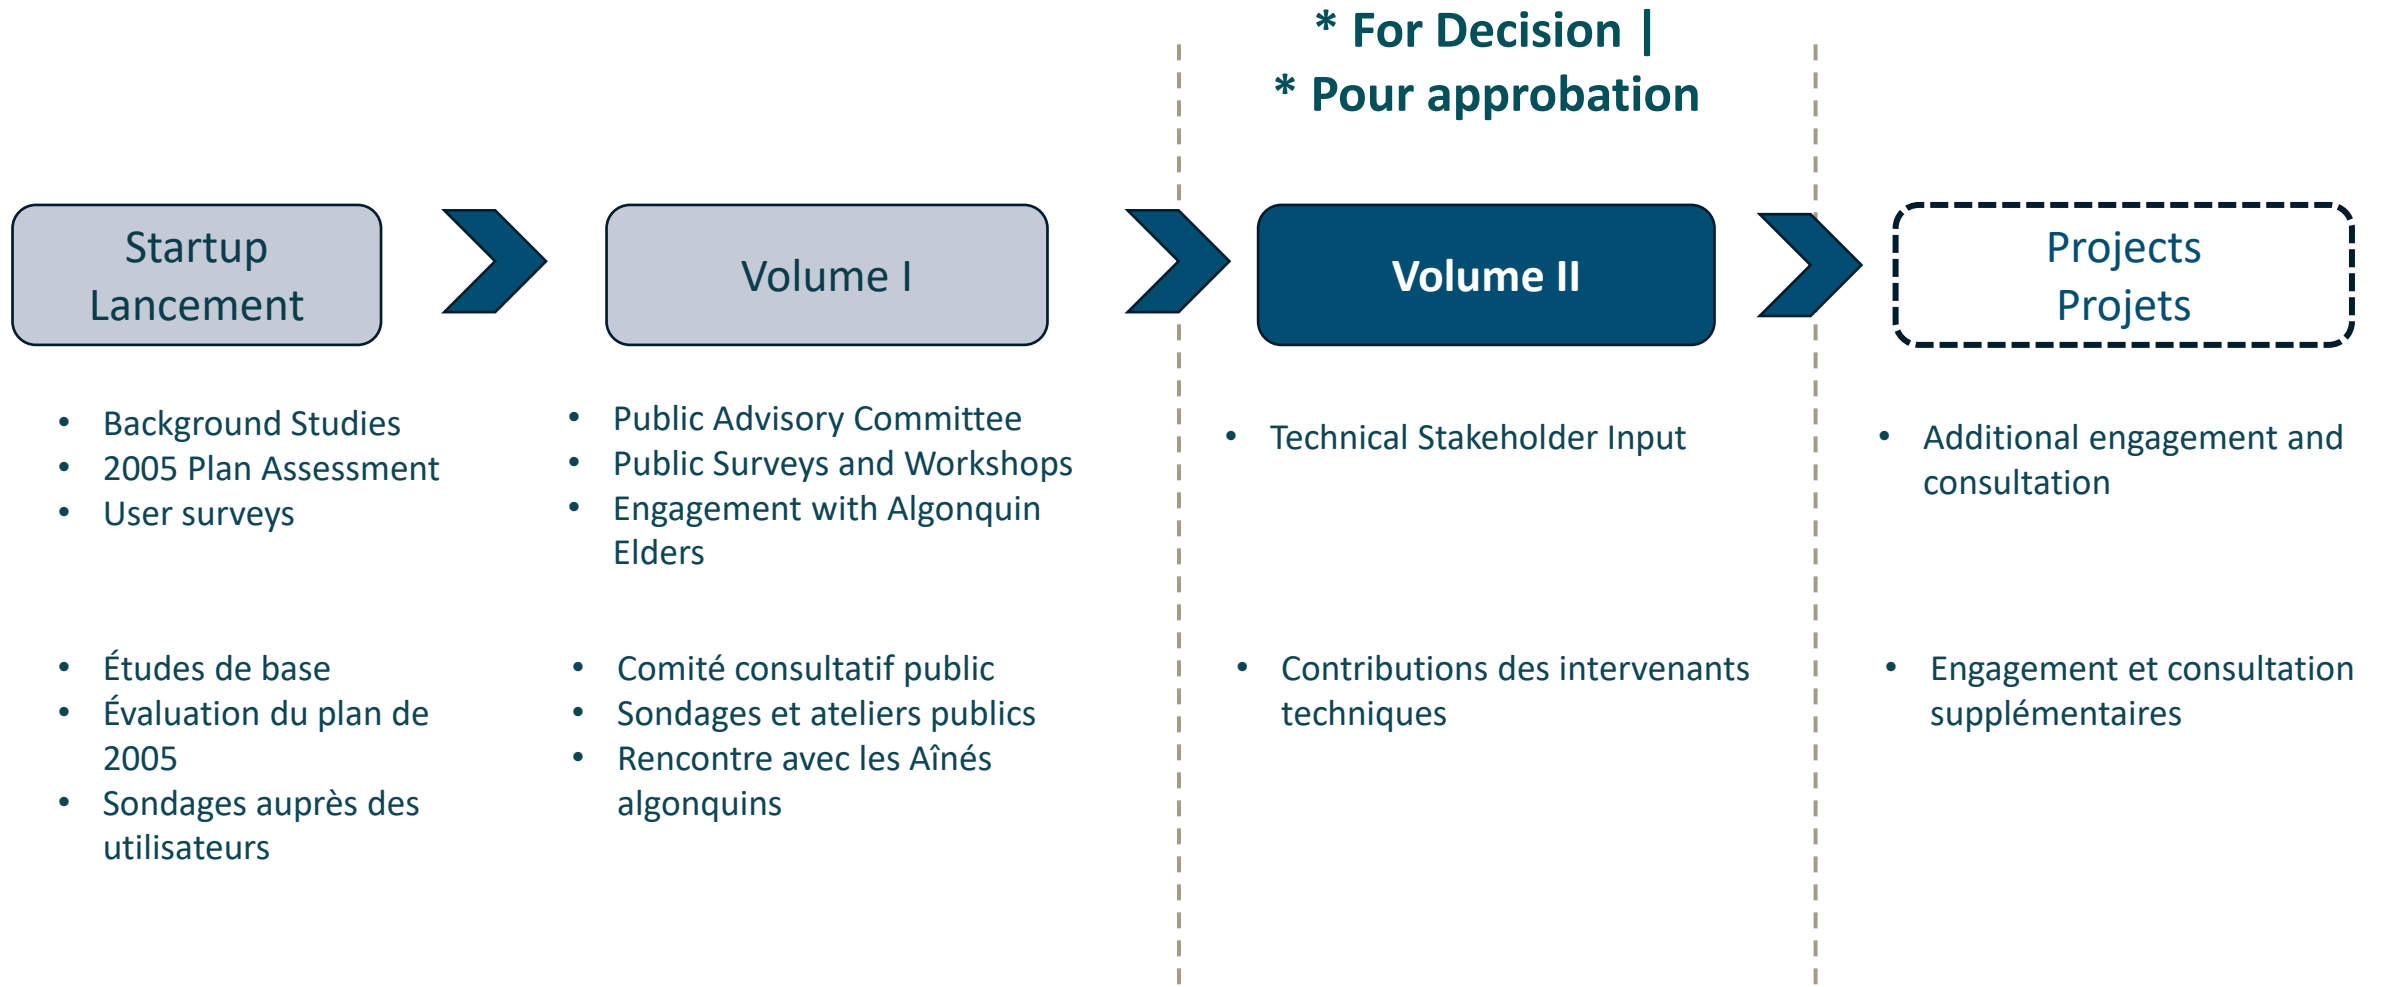 * For Decision |
* Pour approbation
Startup
Lancement
Volume I
Volume II
Projects
Projets
• Background Studies
• 2005 Plan Assessment
• User surveys
• Public Advisory Committee
• Public Surveys and Workshops
• Engagement with Algonquin
Elders
• Technical Stakeholder Input
• Additional engagement and
consultation
• Études de base
• Évaluation du plan de
2005
• Sondages auprès des
utilisateurs
• Comité consultatif public
• Sondages et ateliers publics
• Rencontre avec les Aînés
algonquins
• Contributions des intervenants
techniques
• Engagement et consultation
supplémentaires